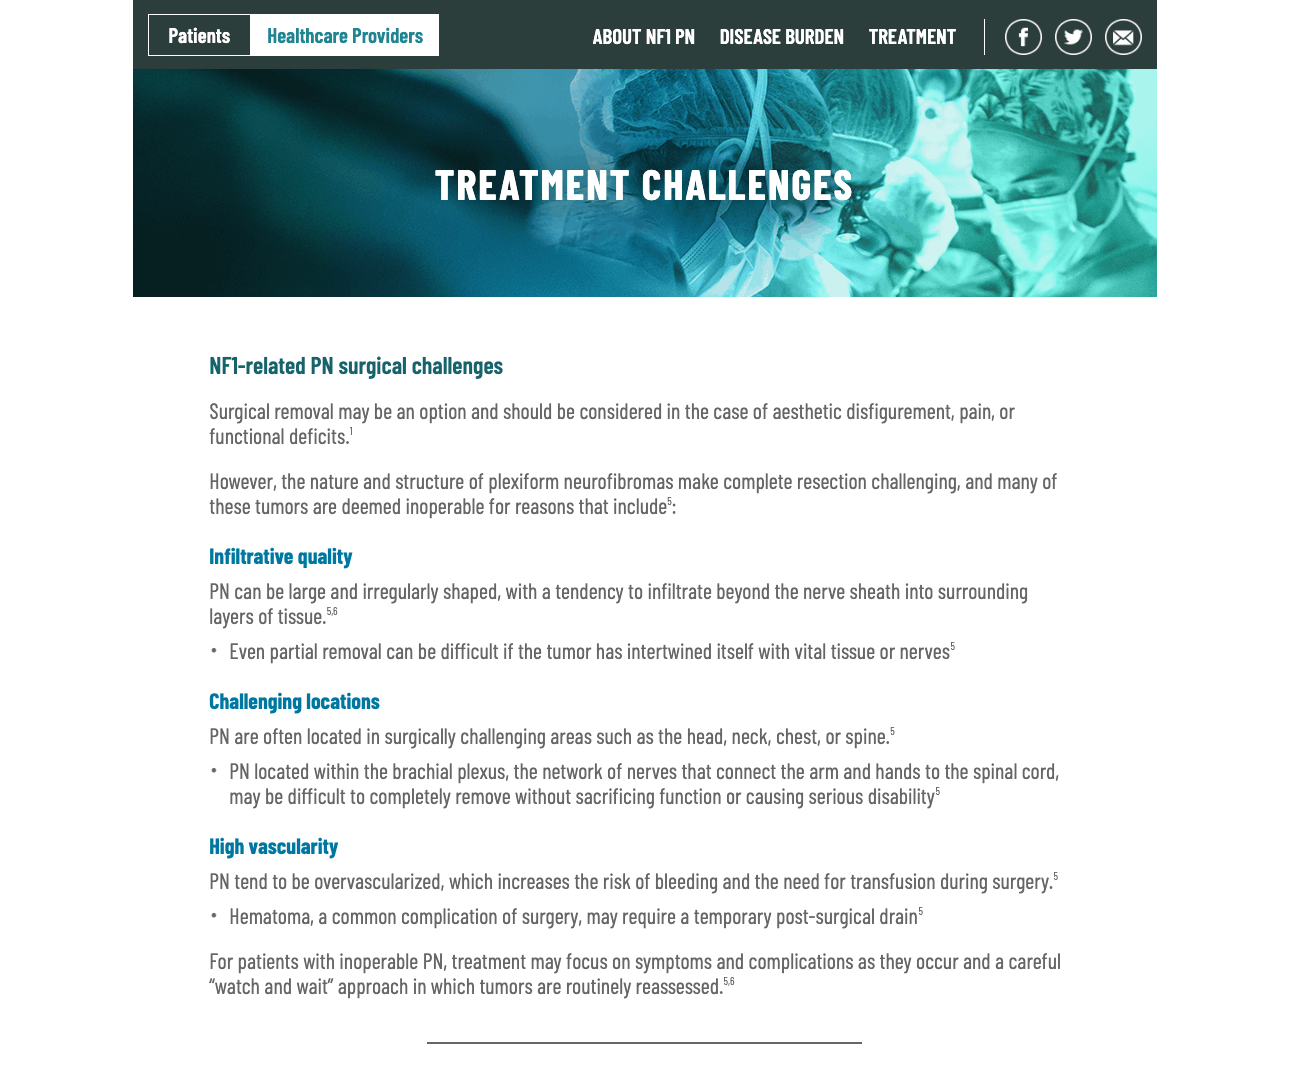 Patients
Healthcare Providers
ABOUT NF1 PN
DISEASE BURDEN
TREATMENT
TREATMENT CHALLENGES
NF1-related PN surgical challenges
Surgical removal may be an option and should be considered in the case of aesthetic disfigurement, pain, or
functional deficits.1
However, the nature and structure of plexiform neurofibromas make complete resection challenging, and many of
these tumors are deemed inoperable for reasons that include5:
Infiltrative quality
PN can be large and irregularly shaped, with a tendency to infiltrate beyond the nerve sheath into surrounding
layers of tissue.5,6
• Even partial removal can be difficult if the tumor has intertwined itself with vital tissue or nerves5
Challenging locations
PN are often located in surgically challenging areas such as the head, neck, chest, or spine.5
• PN located within the brachial plexus, the network of nerves that connect the arm and hands to the spinal cord,
may be difficult to completely remove without sacrificing function or causing serious disability5
High vascularity
PN tend to be overvascularized, which increases the risk of bleeding and the need for transfusion during surgery.5
• Hematoma, a common complication of surgery, may require a temporary post-surgical drain5
For patients with inoperable PN, treatment may focus on symptoms and complications as they occur and a careful
“watch and wait” approach in which tumors are routinely reassessed.5,6